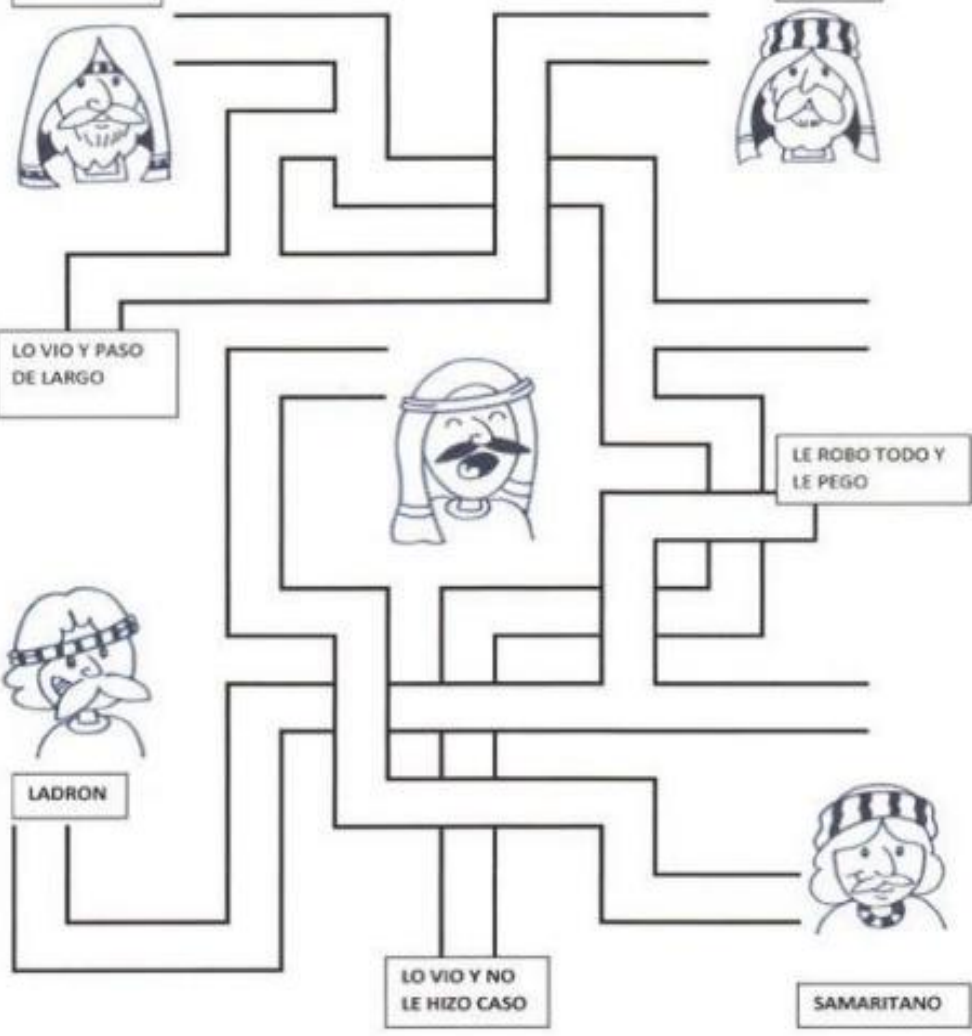 LO VIO Y PASO
DE LARGO
LE ROBO TODO Y
LE PEGO
LADRON
LO VIO Y NO
LE HIZO CASO
SAMARITANO